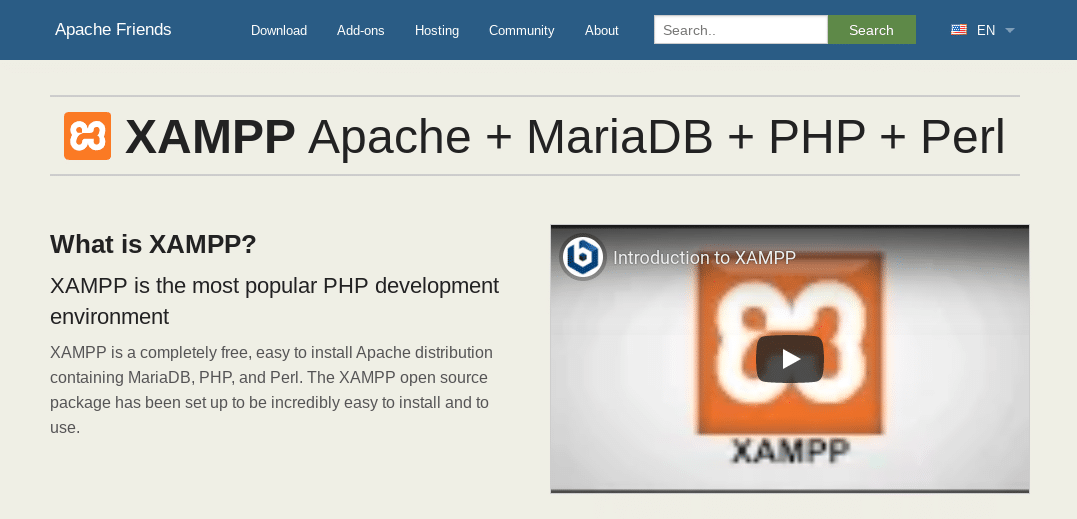 Apache Friends
Download
Add-ons
Hosting
Community
About
Search..
Search
EN
XAMPP Apache + MariaDB + PHP + Perl
What is XAMPP?
XAMPP is the most popular PHP development
environment
XAMPP is a completely free, easy to install Apache distribution
containing MariaDB, PHP, and Perl. The XAMPP open source
package has been set up to be incredibly easy to install and to
use.
Introduction to XAMPP
XAMPP